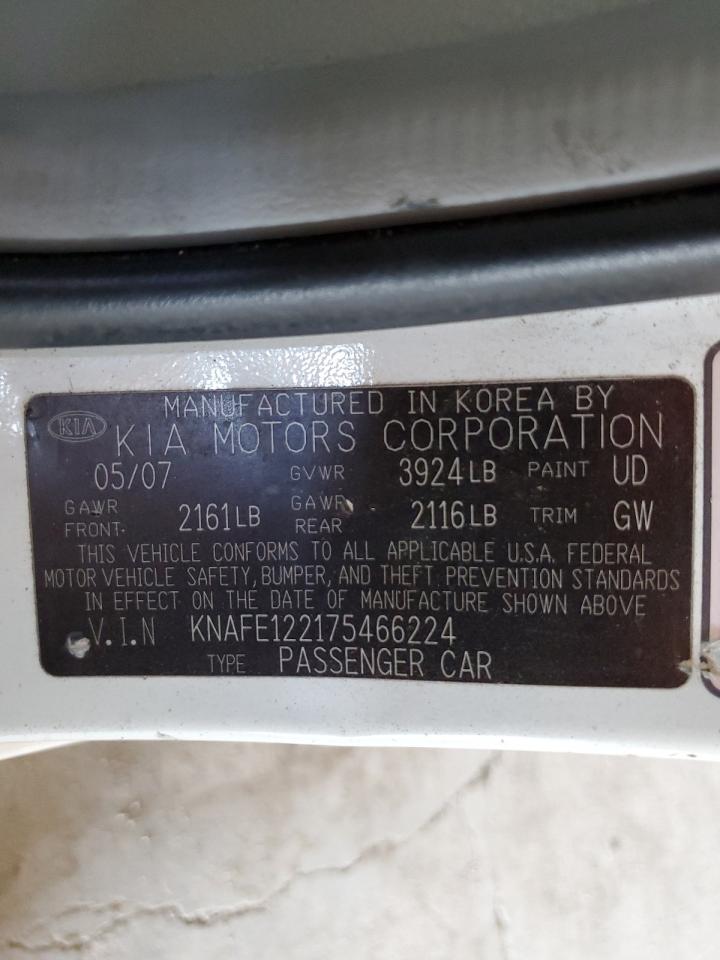 MANUFACTURED IN KOREA BY
KIA KIA MOTORS CORPORATION
05/07 GVWR 3924LB PAINT UD
GAWR FRONT 2161LB GAWR REAR 2116LB TRIM GW
THIS VEHICLE CONFORMS TO ALL APPLICABLE U.S.A. FEDERAL
MOTOR VEHICLE SAFETY, BUMPER, AND THEFT PREVENTION STANDARDS
IN EFFECT ON THE DATE OF MANUFACTURE SHOWN ABOVE
V.I.N KNAFE122175466224
TYPE PASSENGER CAR